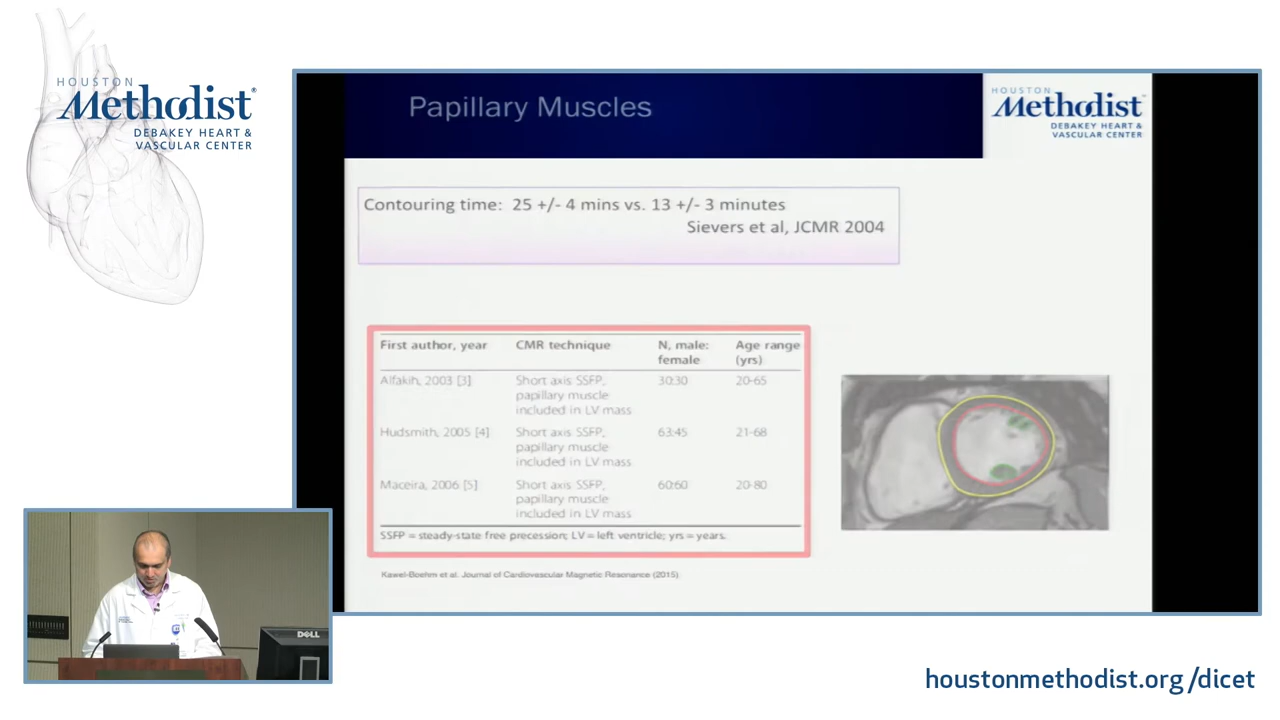 HOUSTON
Methodist®
DEBAKEY HEART &
VASCULAR CENTER
Papillary Muscles
HOUSTON
Methodist
DEBAKEY HEART &
VASCULAR CENTER
Contouring time: 25 +/- 4 mins vs. 13 +/- 3 minutes
Sievers et al, JCMR 2004
First author, year CMR technique N, male: Age range
female (yrs)
Alfakih, 2003 [3] Short axis SSFP, 30:30 20-65
papillary muscle
included in LV mass
Hudsmith, 2005 [4] Short axis SSFP, 63:45 21-68
papillary muscle
included in LV mass
Maceira, 2006 [5] Short axis SSFP, 60:60 20-80
papillary muscle
included in LV mass
SSFP = steady-state free precession; LV = left ventricle; yrs = years.
Kawel-Boehm et al. Journal of Cardiovascular Magnetic Resonance (2015)
DELL
houstonmethodist.org/dicet